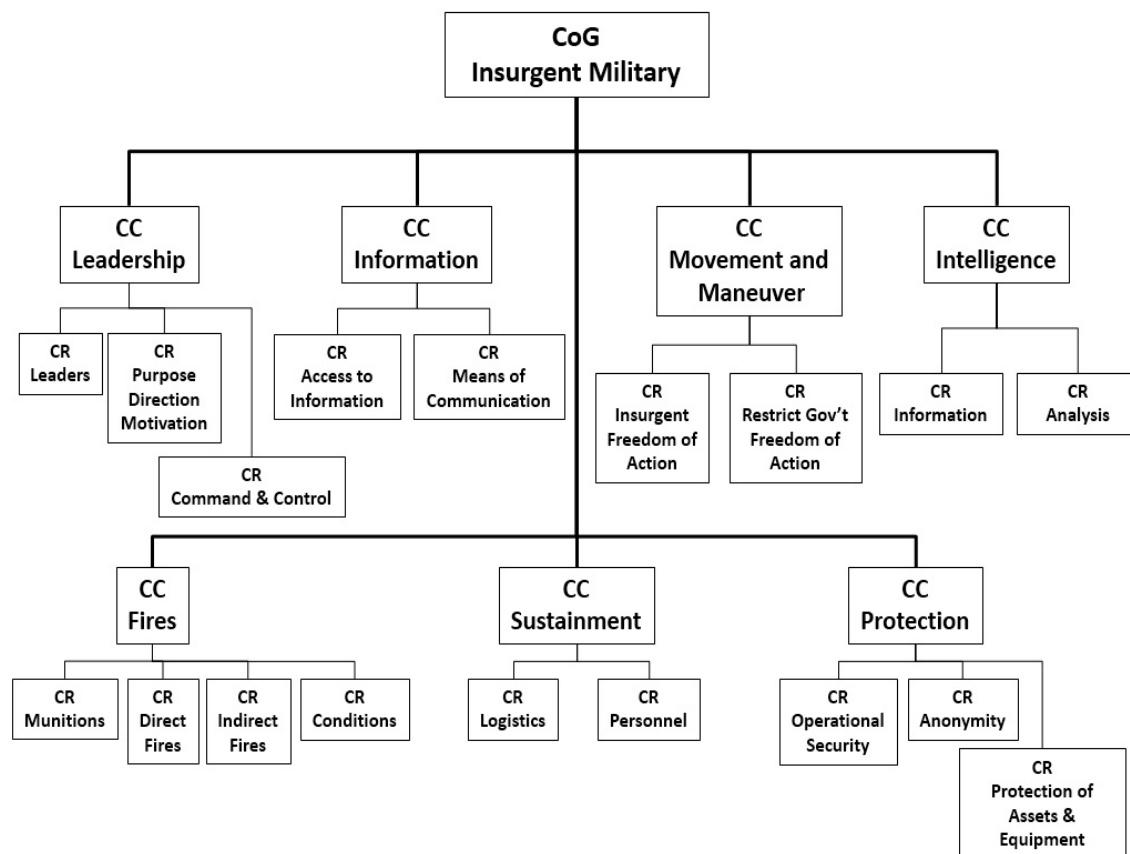 CoG
Insurgent Military
CC
Leadership
CC
Information
CC
Movement and
Maneuver
CC
Intelligence
CR
Leaders
CR
Purpose
Direction
Motivation
CR
Command & Control
CR
Access to
Information
CR
Means of
Communication
CR
Insurgent
Freedom of
Action
CR
Restrict Gov’t
Freedom of
Action
CR
Information
CR
Analysis
CC
Fires
CC
Sustainment
CC
Protection
CR
Munitions
CR
Direct
Fires
CR
Indirect
Fires
CR
Conditions
CR
Logistics
CR
Personnel
CR
Operational
Security
CR
Anonymity
CR
Protection of
Assets &
Equipment